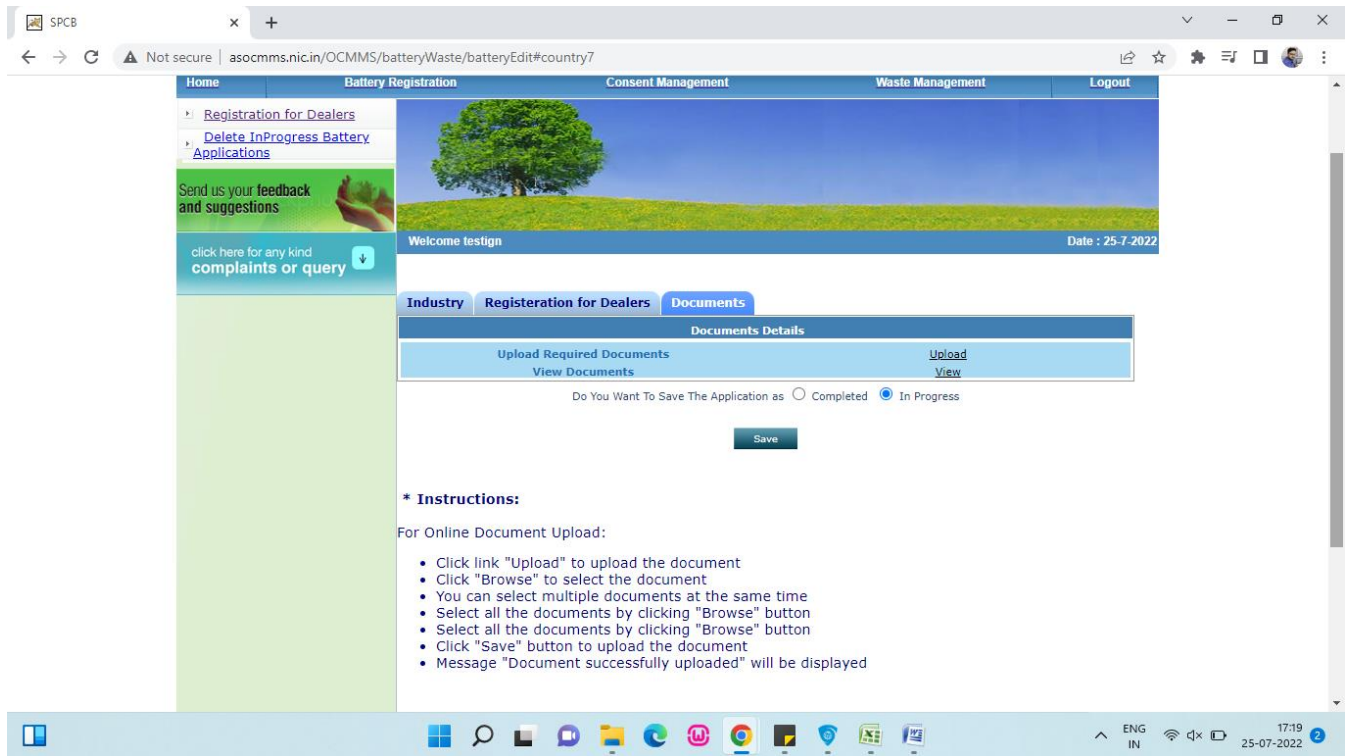 SPCB
Not secure | asocmms.nic.in/OCMMS/batteryWaste/batteryEdit#country7
Home Battery Registration Consent Management Waste Management Logout
Registration for Dealers
Delete InProgress Battery
Applications
Send us your feedback
and suggestions
click here for any kind
complaints or query
Welcome testign Date : 25-7-2022
Industry Registeration for Dealers Documents
Documents Details
Upload Required Documents Upload
View Documents View
Do You Want To Save The Application as Completed In Progress
Save
* Instructions:
For Online Document Upload:
• Click link "Upload" to upload the document
• Click "Browse" to select the document
• You can select multiple documents at the same time
• Select all the documents by clicking "Browse" button
• Select all the documents by clicking "Browse" button
• Click "Save" button to upload the document
• Message "Document successfully uploaded" will be displayed
ENG
IN
17:19
25-07-2022
2